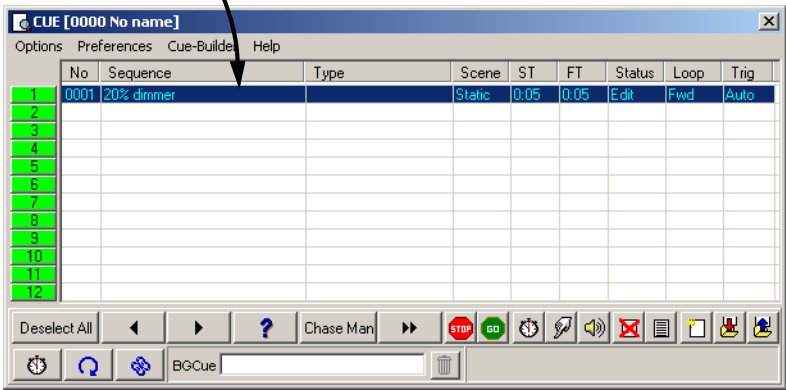 CUE [0000 No name]
Options Preferences Cue-Builder Help
No Sequence Type Scene ST FT Status Loop Trig
1 0001 20% dimmer Static 0:05 0:05 Edit Fwd Auto
2
3
4
5
6
7
8
9
10
11
12
Deselect All ? Chase Man STOP GO
BGCue